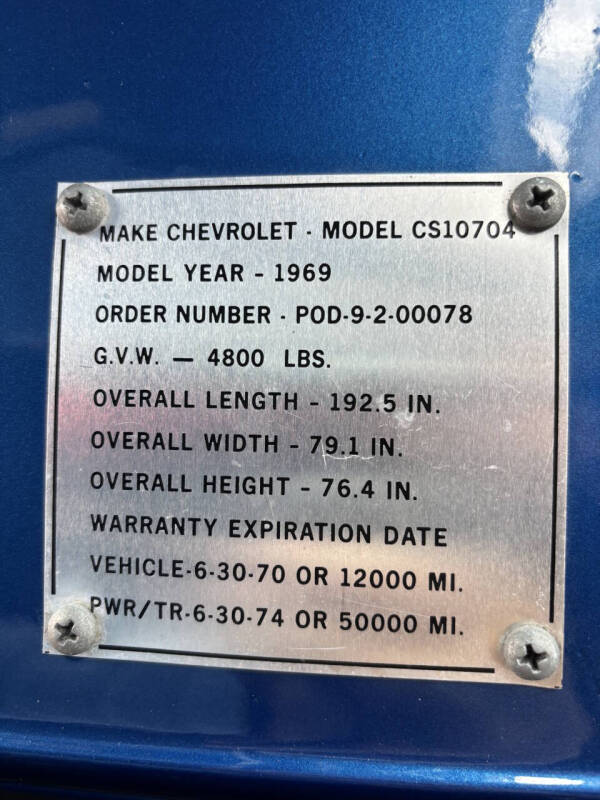 MAKE CHEVROLET · MODEL CS10704
MODEL YEAR - 1969
ORDER NUMBER · POD-9-2-00078
G.V.W. — 4800 LBS.
OVERALL LENGTH - 192.5 IN.
OVERALL WIDTH - 79.1 IN.
OVERALL HEIGHT - 76.4 IN.
WARRANTY EXPIRATION DATE
VEHICLE-6-30-70 OR 12000 MI.
PWR/TR-6-30-74 OR 50000 MI.